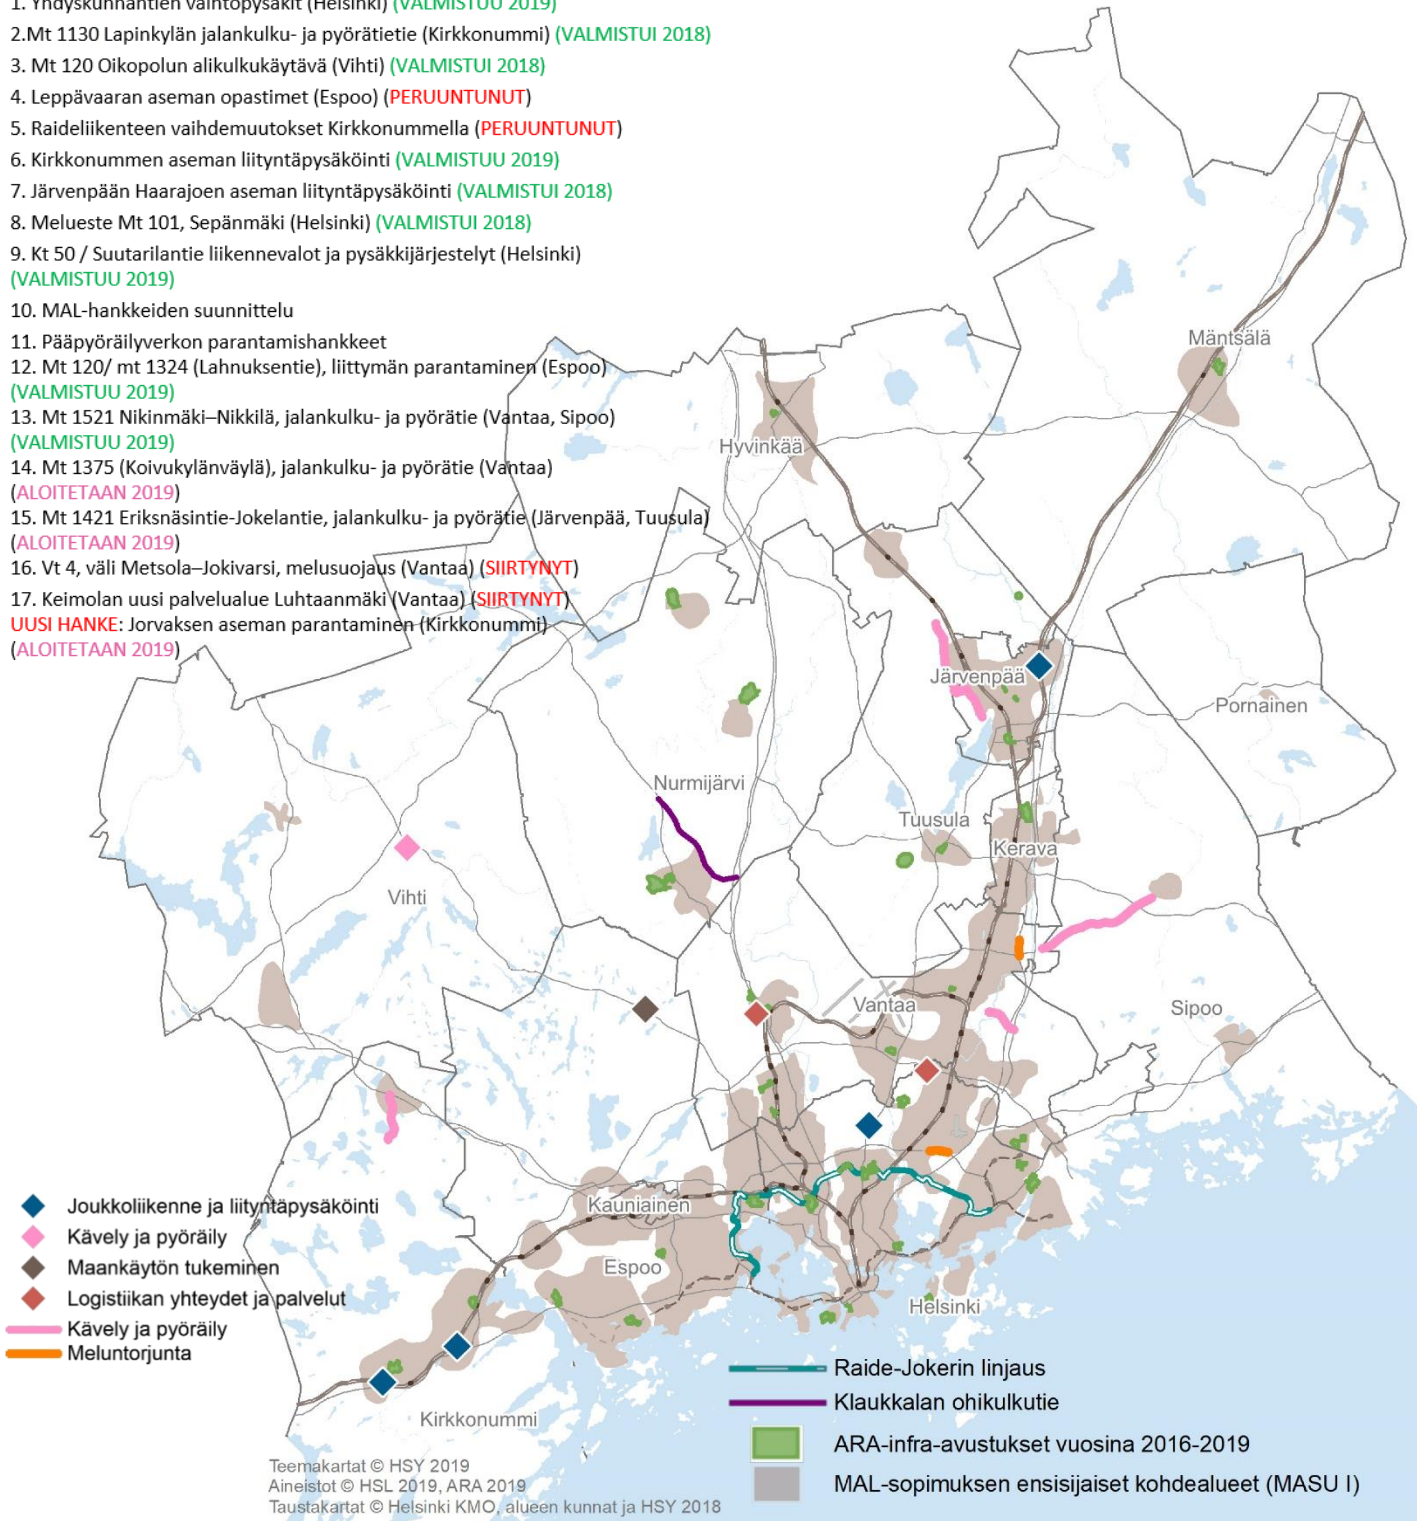 1. Yhdyskunnantien vaihtopysäkit (Helsinki) (VALMISTUU 2019)
2.Mt 1130 Lapinkylän jalankulku- ja pyörätietie (Kirkkonummi) (VALMISTUI 2018)
3. Mt 120 Oikopolun alikulkukäytävä (Vihti) (VALMISTUI 2018)
4. Leppävaaran aseman opastimet (Espoo) (PERUUNTUNUT)
5. Raideliikenteen vaihdemuutokset Kirkkonummella (PERUUNTUNUT)
6. Kirkkonummen aseman liityntäpysäköinti (VALMISTUU 2019)
7. Järvenpään Haarajoen aseman liityntäpysäköinti (VALMISTUI 2018)
8. Melueste Mt 101, Sepänmäki (Helsinki) (VALMISTUI 2018)
9. Kt 50 / Suutarilantie liikennevalot ja pysäkkijärjestelyt (Helsinki)
(VALMISTUU 2019)
10. MAL-hankkeiden suunnittelu
11. Pääpyöräilyverkon parantamishankkeet
12. Mt 120/ mt 1324 (Lahnuksentie), liittymän parantaminen (Espoo)
(VALMISTUU 2019)
13. Mt 1521 Nikinmäki–Nikkilä, jalankulku- ja pyörätie (Vantaa, Sipoo)
(VALMISTUU 2019)
14. Mt 1375 (Koivukylänväylä), jalankulku- ja pyörätie (Vantaa)
(ALOITETAAN 2019)
15. Mt 1421 Eriksnäsintie-Jokelantie, jalankulku- ja pyörätie (Järvenpää, Tuusula)
(ALOITETAAN 2019)
16. Vt 4, väli Metsola–Jokivarsi, melusuojaus (Vantaa) (SIIRTYNYT)
17. Keimolan uusi palvelualue Luhtaanmäki (Vantaa) (SIIRTYNYT)
UUSI HANKE: Jorvaksen aseman parantaminen (Kirkkonummi)
(ALOITETAAN 2019)
Mäntsälä
Hyvinkää
Järvenpää
Pornainen
Nurmijärvi
Tuusula
Kerava
Vihti
Vantaa
Sipoo
Kauniainen
Espoo
Helsinki
Kirkkonummi
Joukkoliikenne ja liityntäpysäköinti
Kävely ja pyöräily
Maankäytön tukeminen
Logistiikan yhteydet ja palvelut
Kävely ja pyöräily
Meluntorjunta
Raide-Jokerin linjaus
Klaukkalan ohikulkutie
ARA-infra-avustukset vuosina 2016-2019
MAL-sopimuksen ensisijaiset kohdealueet (MASU I)
Teemakartat © HSY 2019
Aineistot © HSL 2019, ARA 2019
Taustakartat © Helsinki KMO, alueen kunnat ja HSY 2018